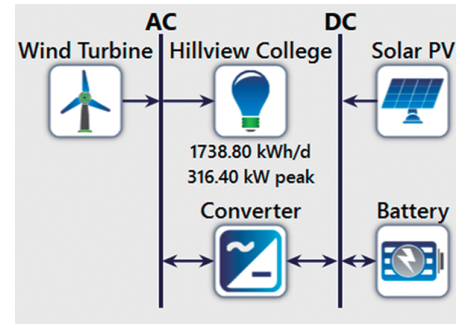 AC
DC
Wind Turbine
Hillview College
Solar PV
1738.80 kWh/d
316.40 kW peak
Converter
Battery